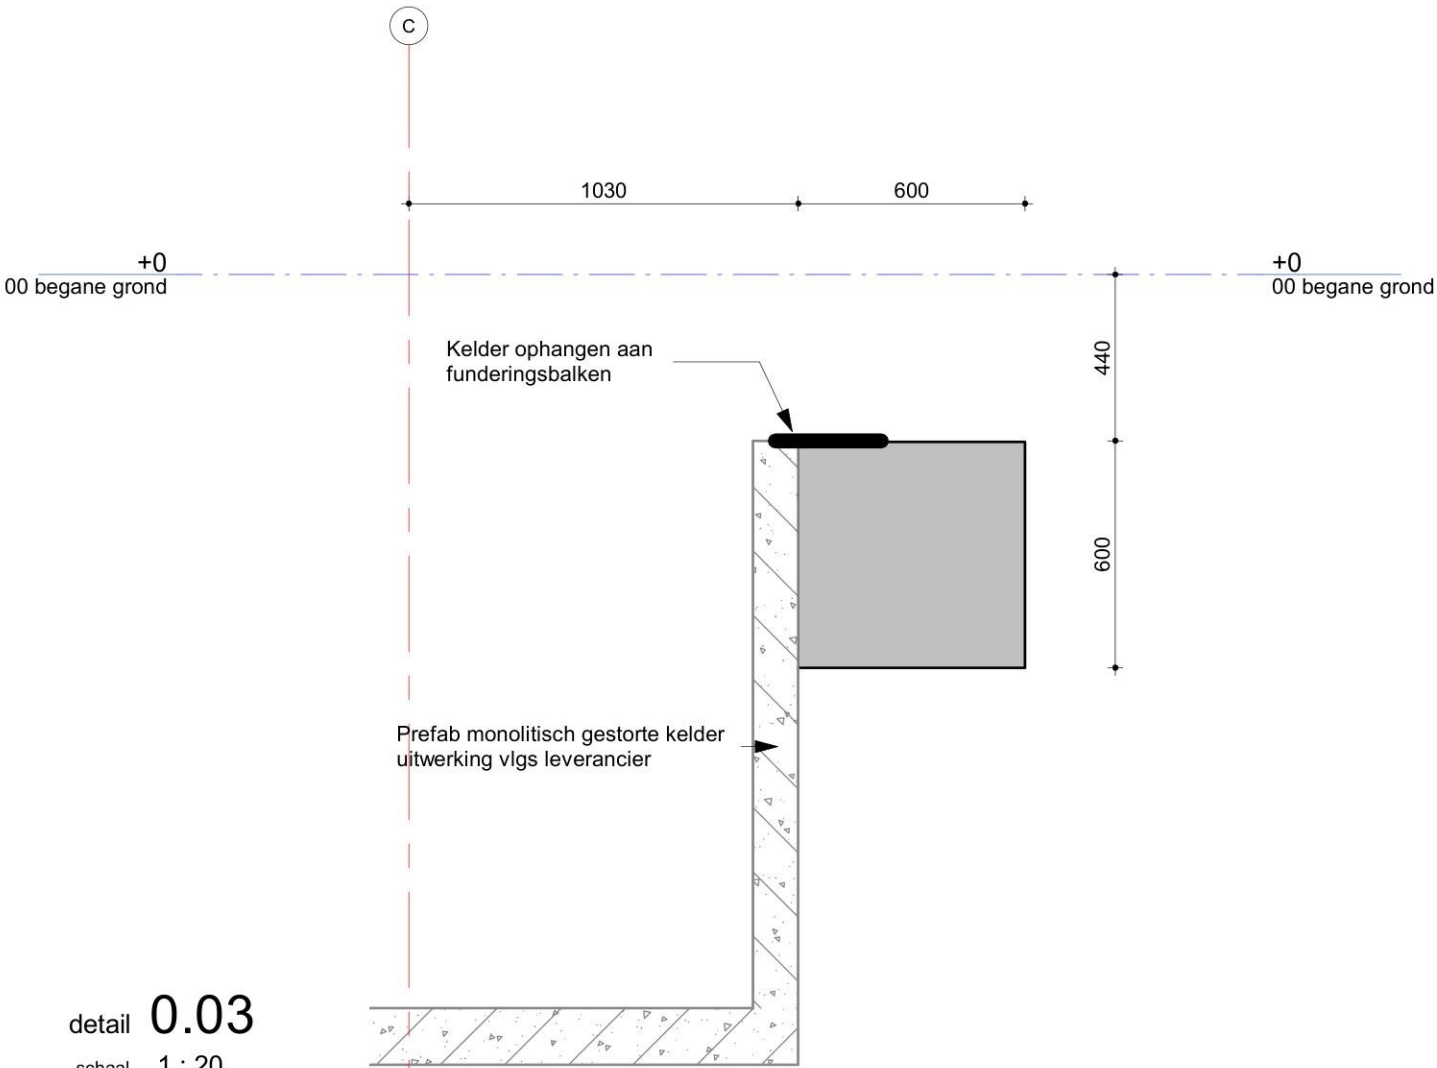 C
1030
600
+0
00 begane grond
+0
00 begane grond
Kelder ophangen aan
funderingsbalken
440
600
Prefab monolitisch gestorte kelder
uitwerking vlgs leverancier
detail 0.03
schaal 1 : 20